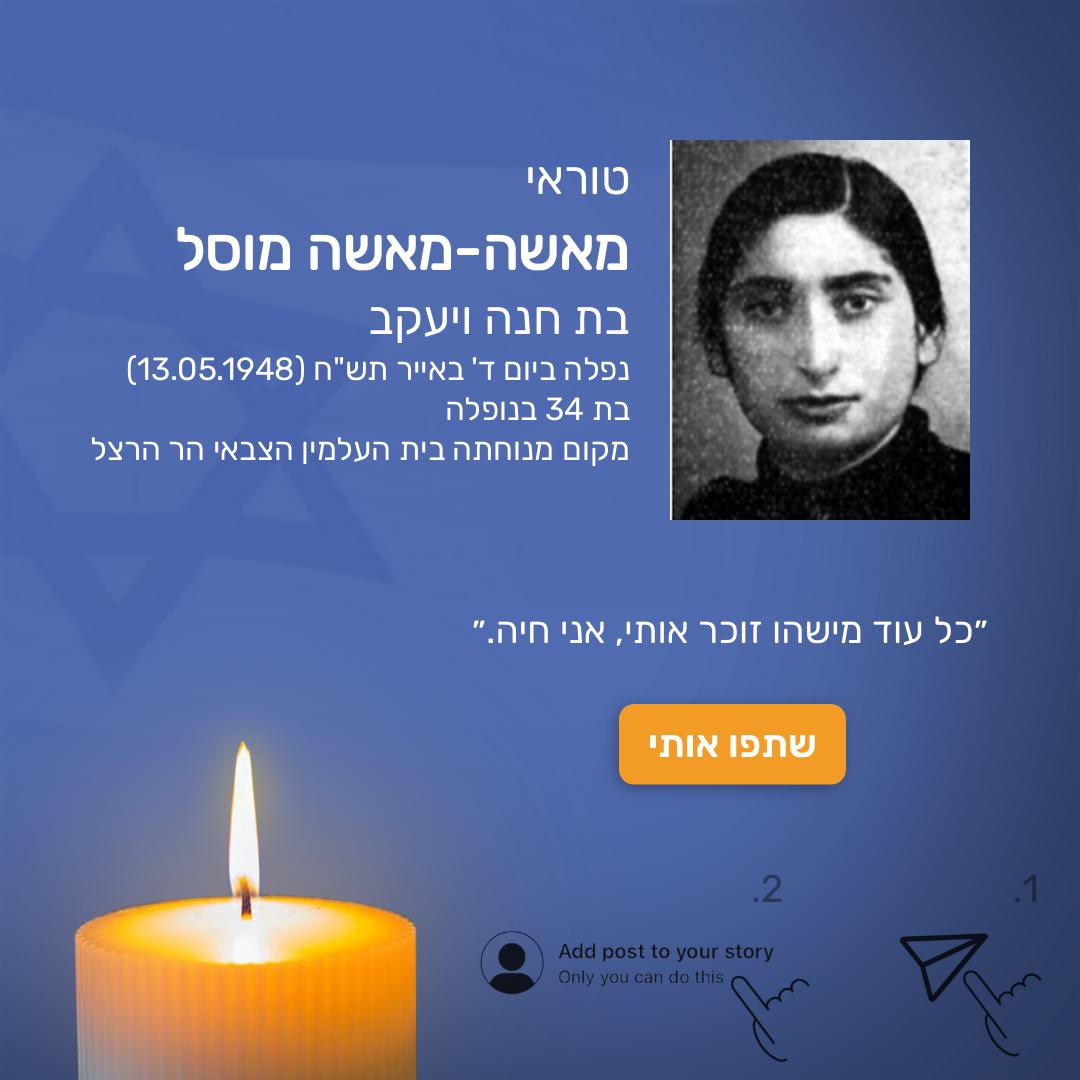 טוראי
מאשה-מאשה מוסל
בת חנה ויעקב
נפלה ביום ד' באייר תש"ח (13.05.1948)
בת 34 בנופלה
מקום מנוחתה בית העלמין הצבאי הר הרצל
״כל עוד מישהו זוכר אותי, אני חיה.״
שתפו אותי
.1
.2
Add post to your story
Only you can do this